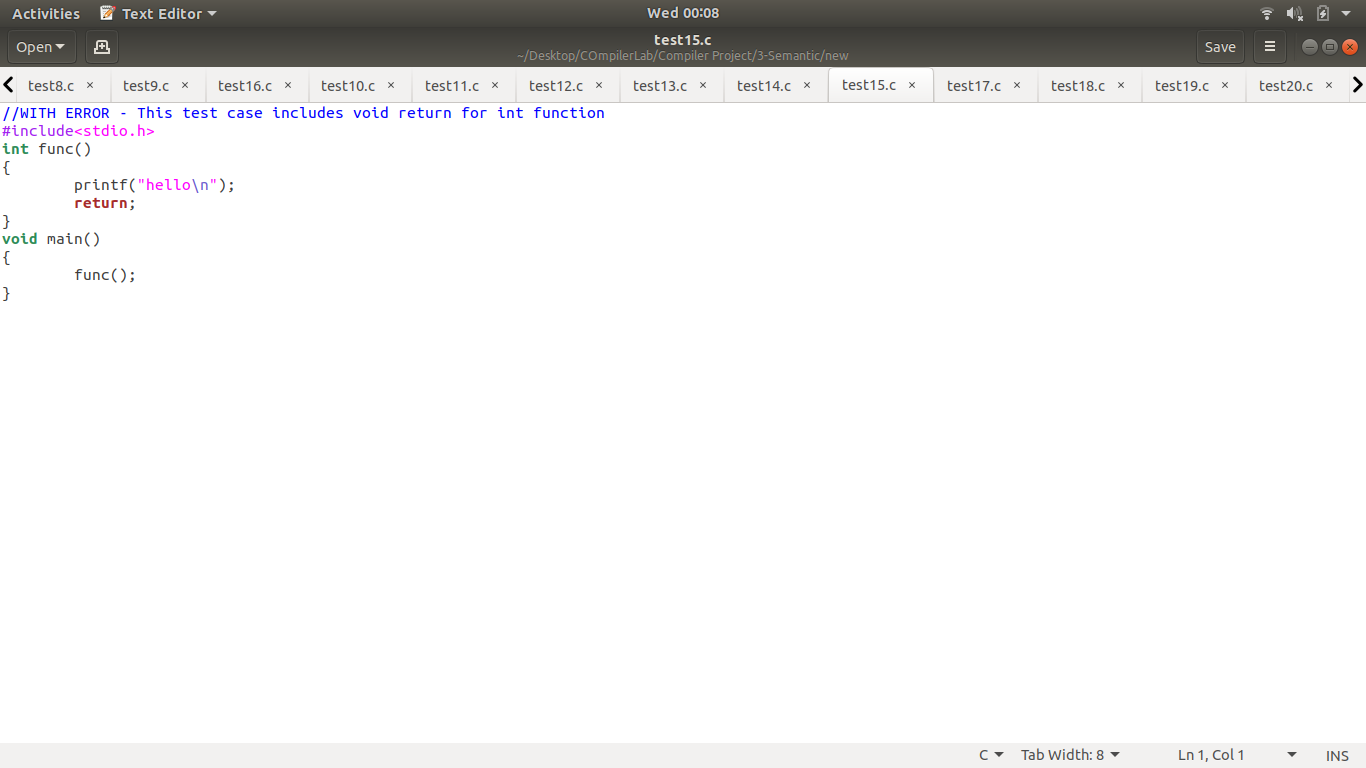 Activities Text Editor Wed 00:08
Open test15.c Save
~/Desktop/COmpilerLab/Compiler Project/3-Semantic/new
test8.c × test9.c × test16.c × test10.c × test11.c × test12.c × test13.c × test14.c × test15.c × test17.c × test18.c × test19.c × test20.c ×
//WITH ERROR - This test case includes void return for int function
#include<stdio.h>
int func()
{
        printf("hello\n");
        return;
}
void main()
{
        func();
}
C Tab Width: 8 Ln 1, Col 1 INS